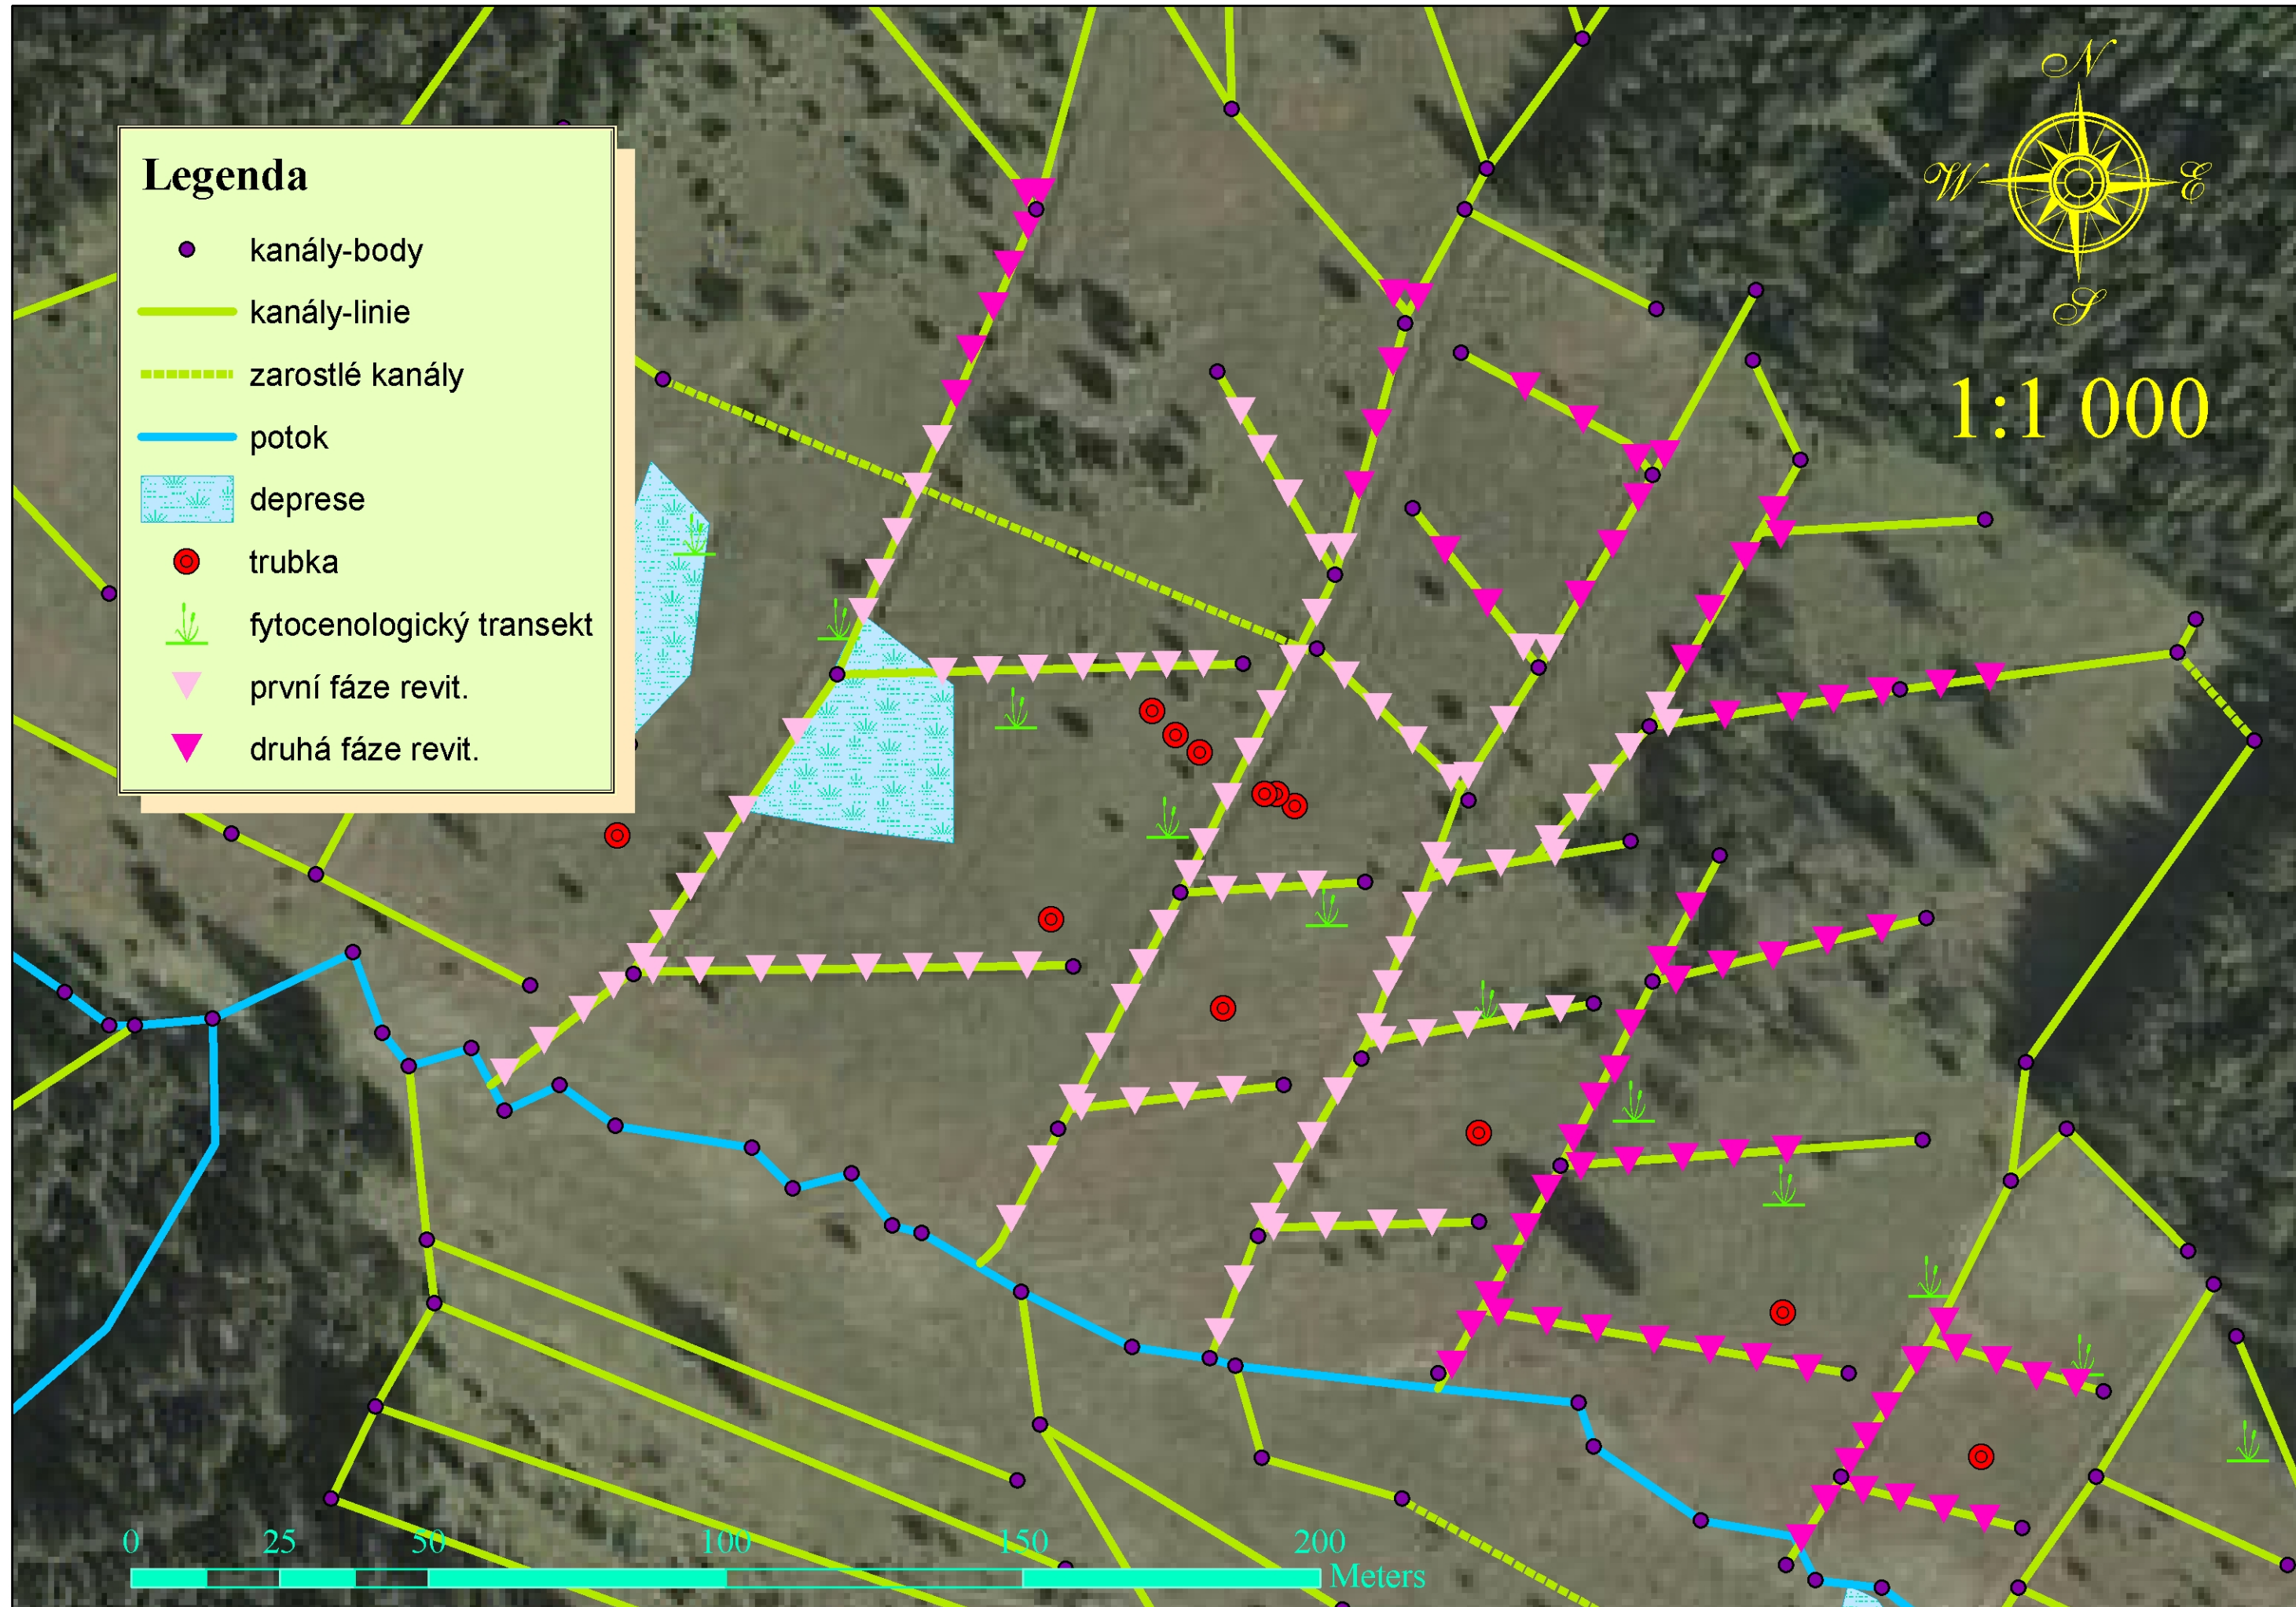 N
W
E
S
1:1 000
Legenda
kanály-body
kanály-linie
zarostlé kanály
potok
deprese
trubka
fytocenologický transekt
první fáze revit.
druhá fáze revit.
0 25 50 100 150 200
Meters